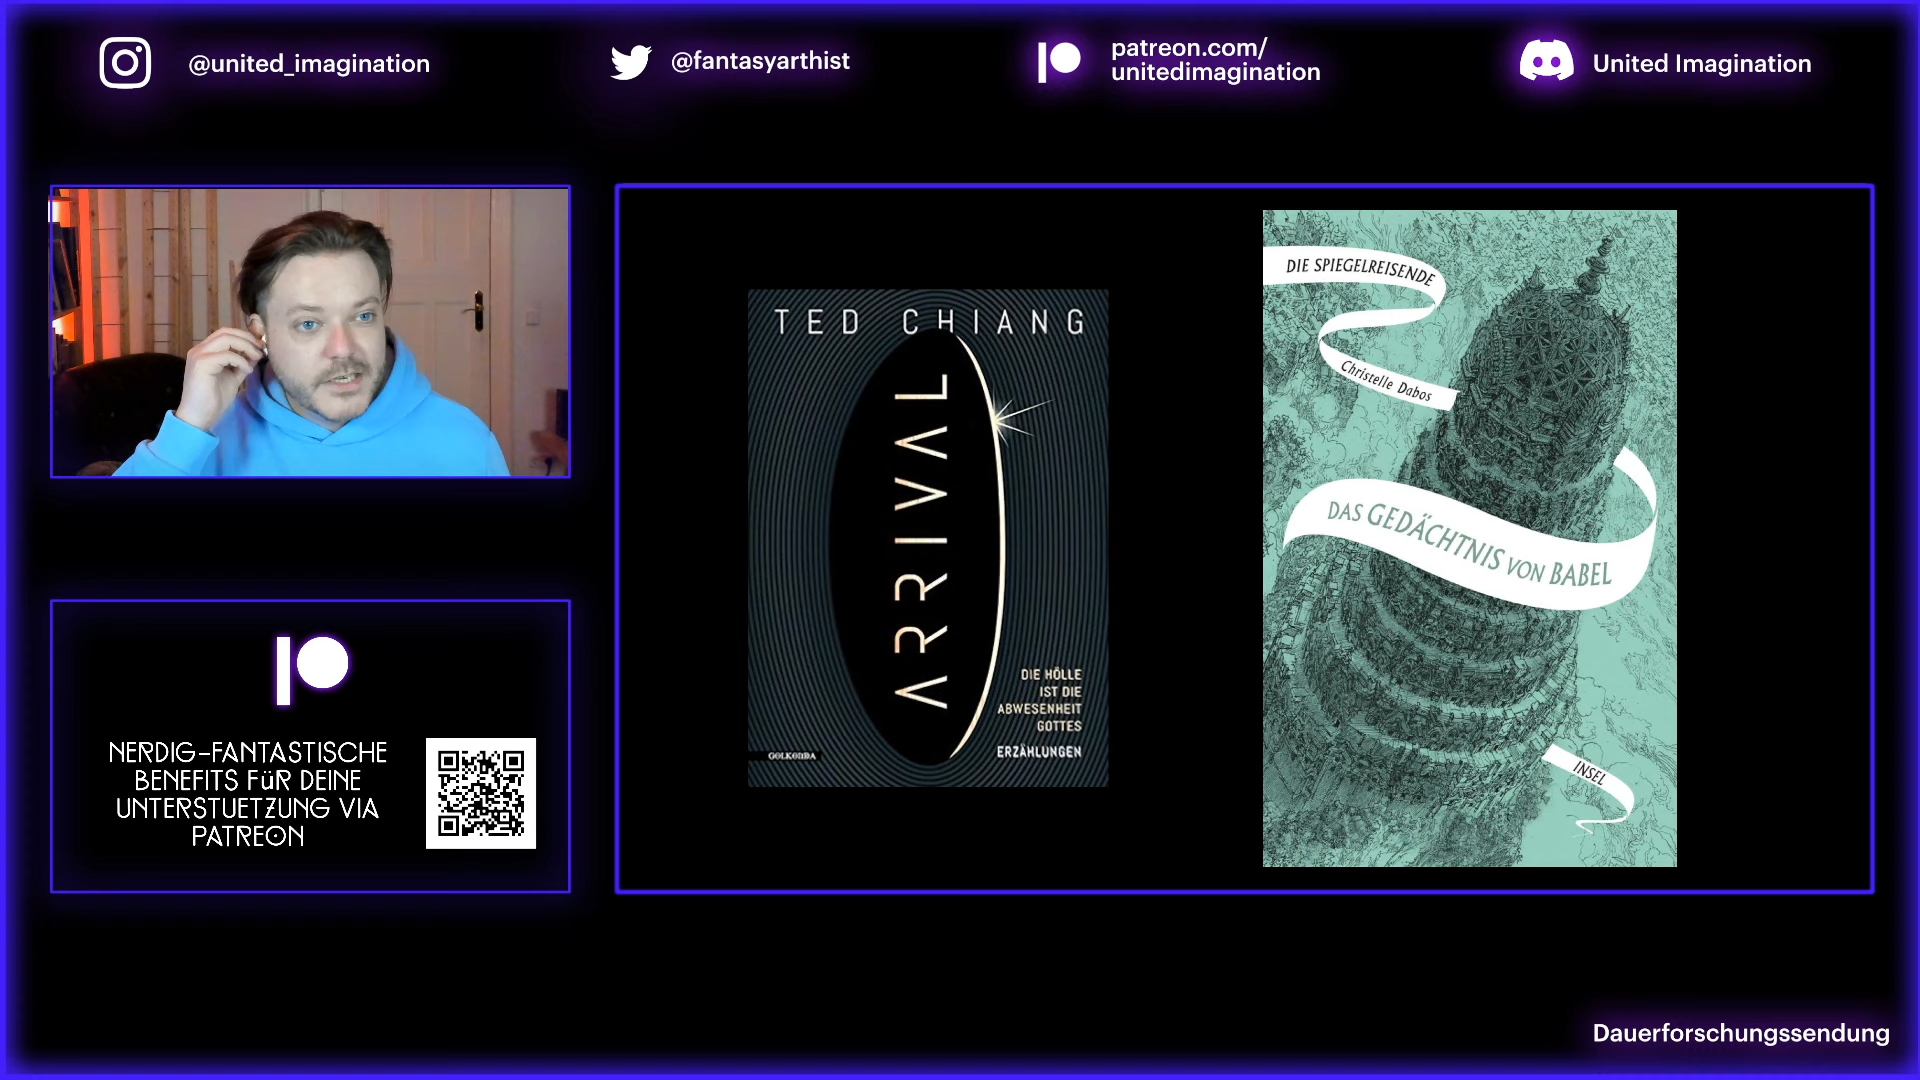 @united_imagination
@fantasyarthist
patreon.com/
unitedimagination
United Imagination
TED CHIANG
ARRIVAL
DIE HÖLLE
IST DIE
ABWESENHEIT
GOTTES
ERZÄHLUNGEN
GOLKONDA
DIE SPIEGELREISENDE
Christelle Dabos
DAS GEDÄCHTNIS VON BABEL
INSEL
NERDIG-FANTASTISCHE
BENEFITS FüR DEINE
UNTERSTUETZUNG VIA
PATREON
Dauerforschungssendung